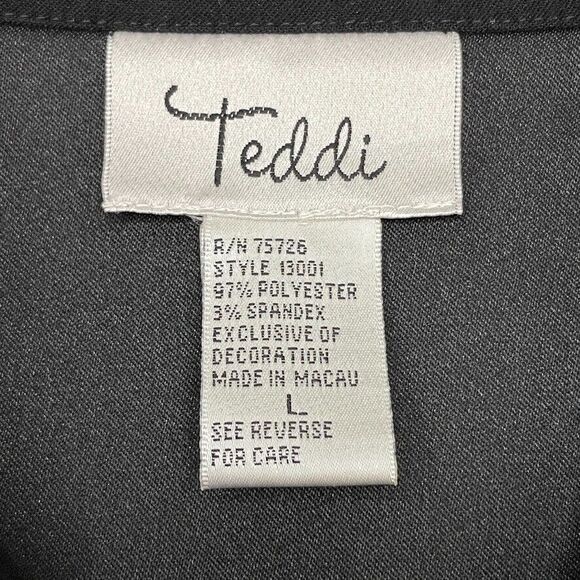 Teddi
R/N 75726
STYLE 13001
97% POLYESTER
3% SPANDEX
EXCLUSIVE OF
DECORATION
MADE IN MACAU
L
SEE REVERSE
FOR CARE